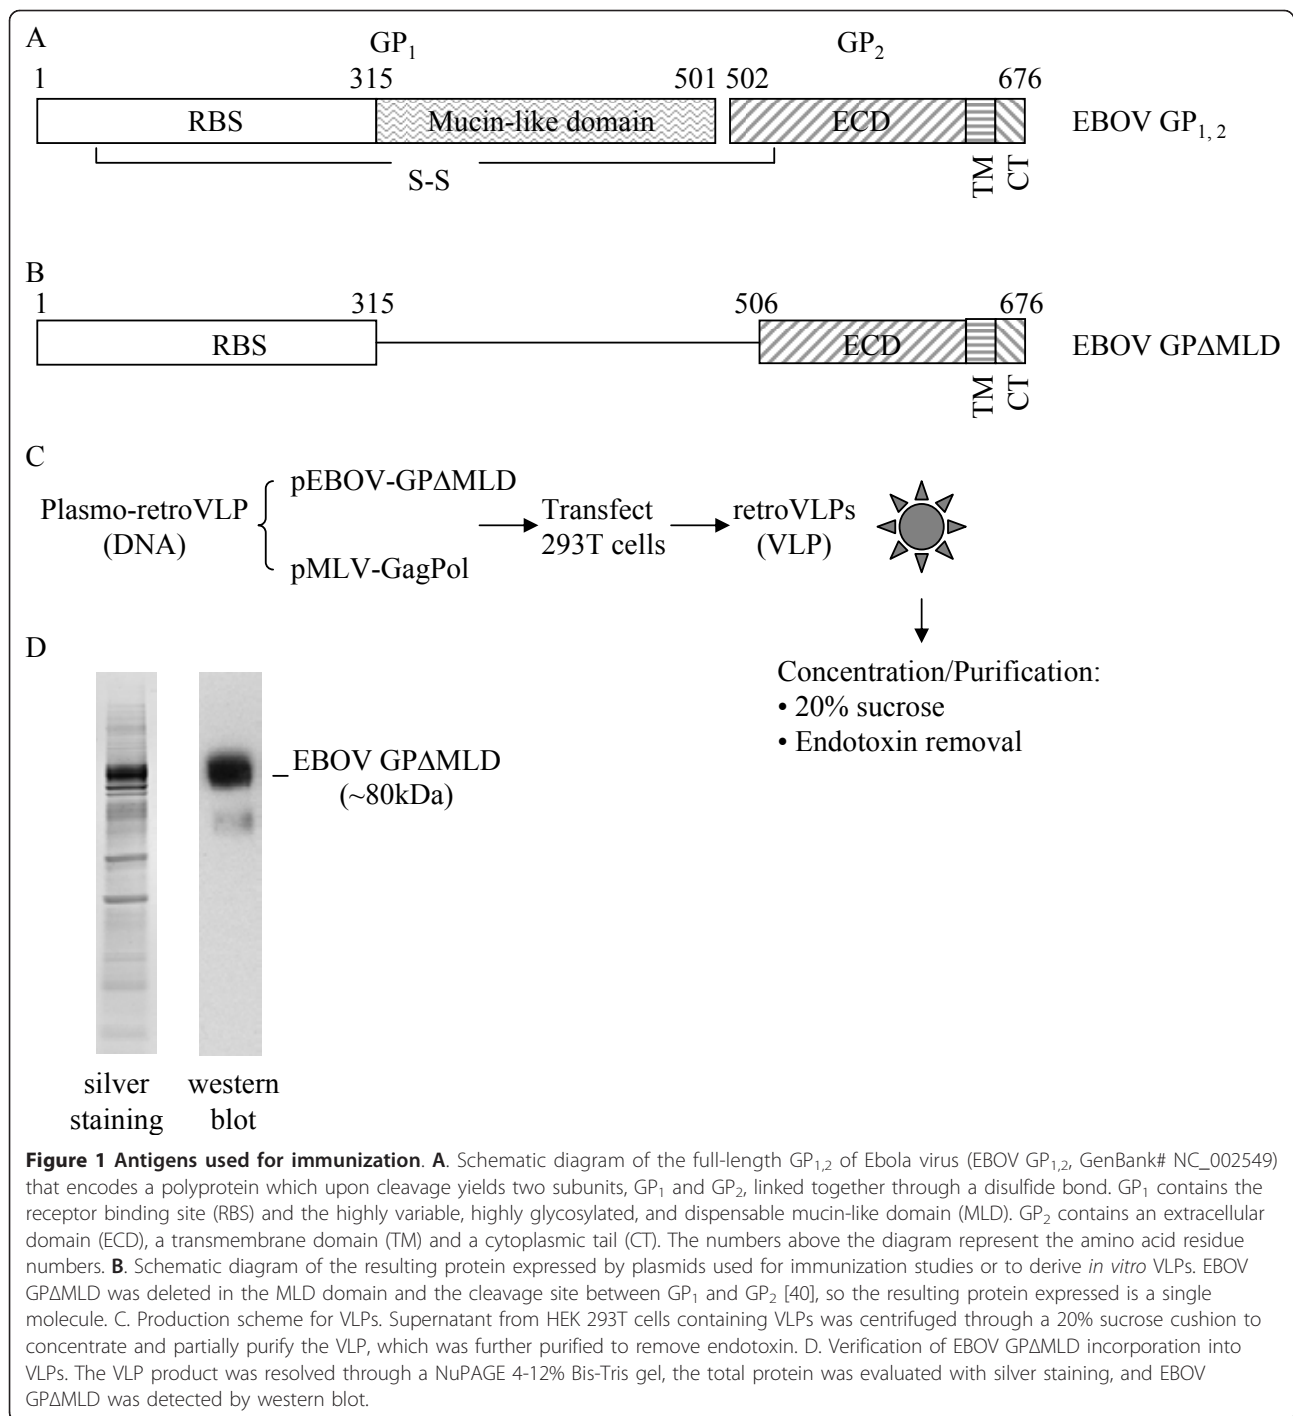 A
GP1 GP2
1 315 501 502 676
RBS Mucin-like domain ECD EBOV GP1, 2
S-S TM CT
B
1 315 506 676
RBS ECD EBOV GPΔMLD
TM CT
C
Plasmo-retroVLP
(DNA)
pEBOV-GPΔMLD
pMLV-GagPol
Transfect
293T cells
retroVLPs
(VLP)
Concentration/Purification:
• 20% sucrose
• Endotoxin removal
D
EBOV GPΔMLD
(~80kDa)
silver
staining
western
blot
Figure 1 Antigens used for immunization. A. Schematic diagram of the full-length GP1,2 of Ebola virus (EBOV GP1,2, GenBank# NC_002549)
that encodes a polyprotein which upon cleavage yields two subunits, GP1 and GP2, linked together through a disulfide bond. GP1 contains the
receptor binding site (RBS) and the highly variable, highly glycosylated, and dispensable mucin-like domain (MLD). GP2 contains an extracellular
domain (ECD), a transmembrane domain (TM) and a cytoplasmic tail (CT). The numbers above the diagram represent the amino acid residue
numbers. B. Schematic diagram of the resulting protein expressed by plasmids used for immunization studies or to derive in vitro VLPs. EBOV
GPΔMLD was deleted in the MLD domain and the cleavage site between GP1 and GP2 [40], so the resulting protein expressed is a single
molecule. C. Production scheme for VLPs. Supernatant from HEK 293T cells containing VLPs was centrifuged through a 20% sucrose cushion to
concentrate and partially purify the VLP, which was further purified to remove endotoxin. D. Verification of EBOV GPΔMLD incorporation into
VLPs. The VLP product was resolved through a NuPAGE 4-12% Bis-Tris gel, the total protein was evaluated with silver staining, and EBOV
GPΔMLD was detected by western blot.